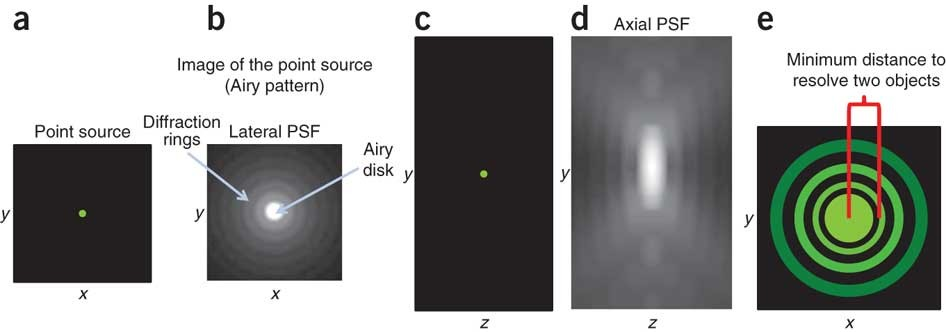 a
b
c
d
e
Image of the point source
(Airy pattern)
Axial PSF
Minimum distance to
resolve two objects
Point source
Diffraction
rings
Lateral PSF
Airy
disk
y
x
y
x
y
z
y
z
y
x